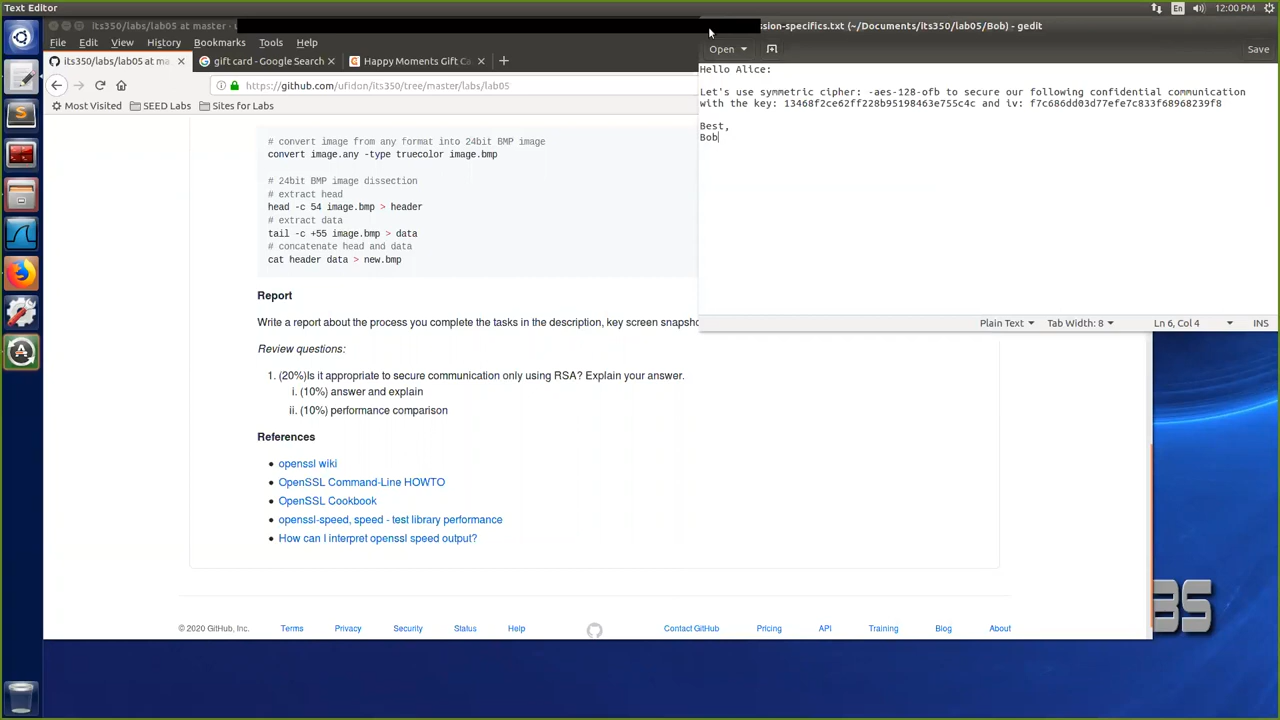 Text Editor
En
12:00 PM
its350/labs/lab05 at master
ssion-specifics.txt (~/Documents/its350/lab05/Bob) - gedit
File Edit View History Bookmarks Tools Help
Open
Save
its350/labs/lab05 at ma
gift card - Google Search
Happy Moments Gift Ca
https://github.com/ufidon/its350/tree/master/labs/lab05
Most Visited
SEED Labs
Sites for Labs
Hello Alice:
Let's use symmetric cipher: -aes-128-ofb to secure our following confidential communication
with the key: 13468f2ce62ff228b95198463e755c4c and iv: f7c686dd03d77efe7c833f68968239f8
Best,
Bob
Plain Text
Tab Width: 8
Ln 6, Col 4
INS
# convert image from any format into 24bit BMP image
convert image.any -type truecolor image.bmp
# 24bit BMP image dissection
# extract head
head -c 54 image.bmp > header
# extract data
tail -c +55 image.bmp > data
# concatenate head and data
cat header data > new.bmp
Report
Write a report about the process you complete the tasks in the description, key screen snapsho
Review questions:
1. (20%)Is it appropriate to secure communication only using RSA? Explain your answer.
i. (10%) answer and explain
ii. (10%) performance comparison
References
openssl wiki
OpenSSL Command-Line HOWTO
OpenSSL Cookbook
openssl-speed, speed - test library performance
How can I interpret openssl speed output?
© 2020 GitHub, Inc.
Terms
Privacy
Security
Status
Help
Contact GitHub
Pricing
API
Training
Blog
About
BS